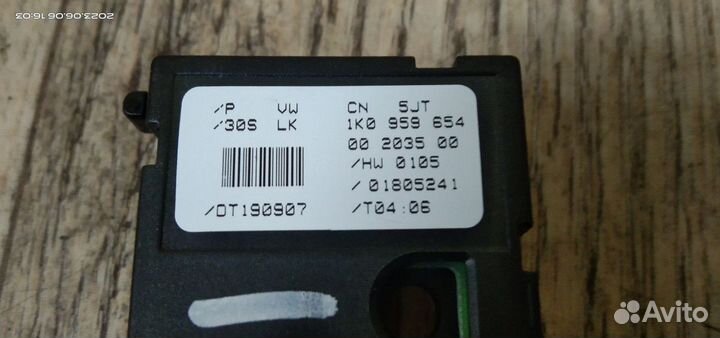 2023.06.06 16:03
/P VW CN 5JT
/30S LK 1K0 959 654
00 2035 00
/HW 0105
/ 01805241
/DT190907 /T04:06
Avito